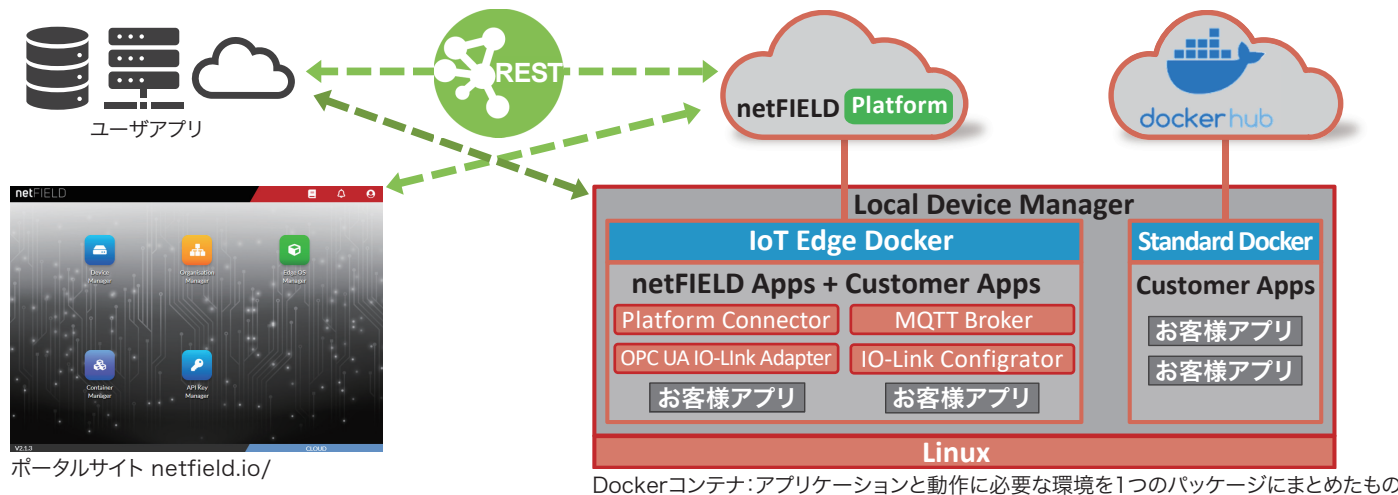 ユーザアプリ
REST
netFIELD Platform
dockerhub
netFIELD
Device
Manager
Organisation
Manager
Edge OS
Manager
Container
Manager
API Key
Manager
V2.1.3
CLOUD
ポータルサイト netfield.io/
Local Device Manager
IoT Edge Docker
netFIELD Apps + Customer Apps
Platform Connector
MQTT Broker
OPC UA IO-LInk Adapter
IO-Link Configrator
お客様アプリ
お客様アプリ
Standard Docker
Customer Apps
お客様アプリ
お客様アプリ
Linux
Dockerコンテナ:アプリケーションと動作に必要な環境を1つのパッケージにまとめたもの